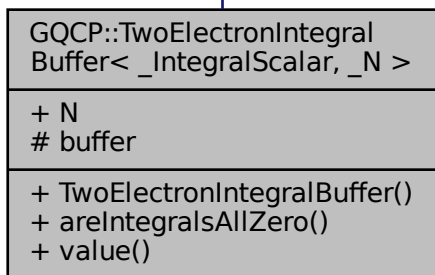 GQCP::TwoElectronIntegral
Buffer< _IntegralScalar, _N >
+ N
# buffer
+ TwoElectronIntegralBuffer()
+ areIntegralsAllZero()
+ value()